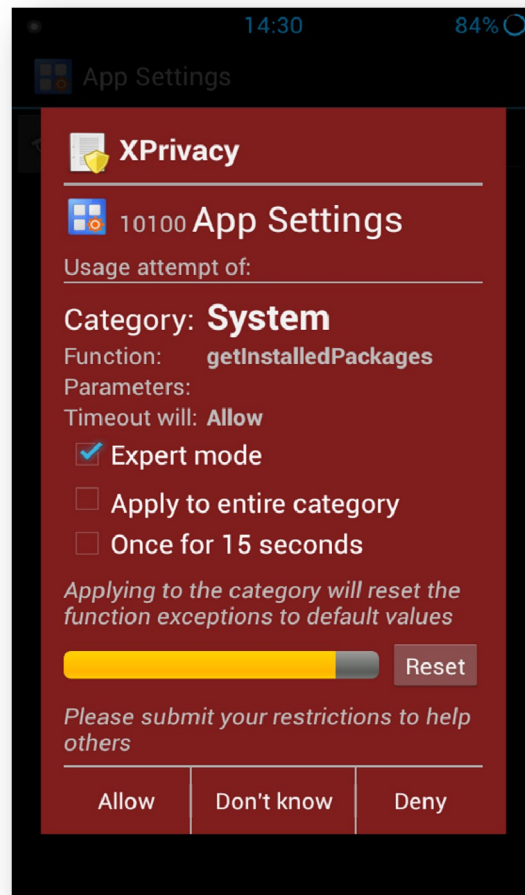 14:30
84%
App Settings
XPrivacy
10100 App Settings
Usage attempt of:
Category: System
Function: getInstalledPackages
Parameters:
Timeout will: Allow
Expert mode
Apply to entire category
Once for 15 seconds
Applying to the category will reset the
function exceptions to default values
Reset
Please submit your restrictions to help
others
Allow Don't know Deny